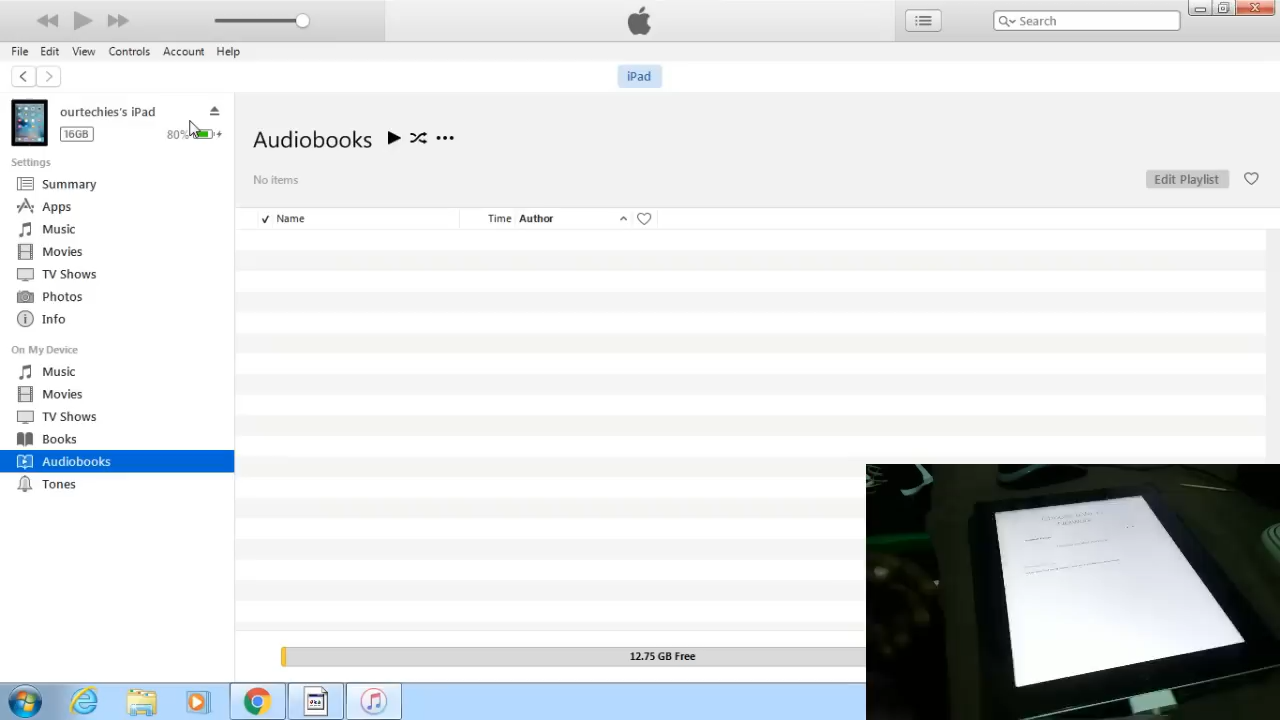 Search
File Edit View Controls Account Help
iPad
ourtechies's iPad
16GB 80%
Settings
Summary
Apps
Music
Movies
TV Shows
Photos
Info
On My Device
Music
Movies
TV Shows
Books
Audiobooks
Tones
Audiobooks
No items
Edit Playlist
Name Time Author
12.75 GB Free